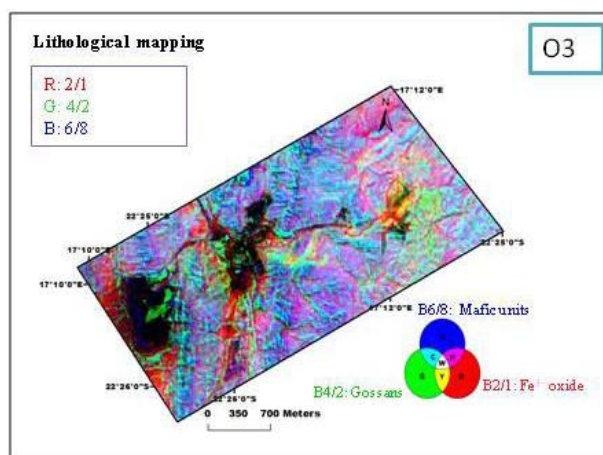 Lithological mapping
O3
R: 2/1
G: 4/2
B: 6/8
17°12'0"E
N
22°25'0"S
17°10'0"E
17°10'0"E
22°25'0"S
17°12'0"E
22°26'0"S
22°26'0"S
0 350 700 Meters
B6/8: Mafic units
C
W
G
Y
B4/2: Gossans
B2/1: Fe
oxide